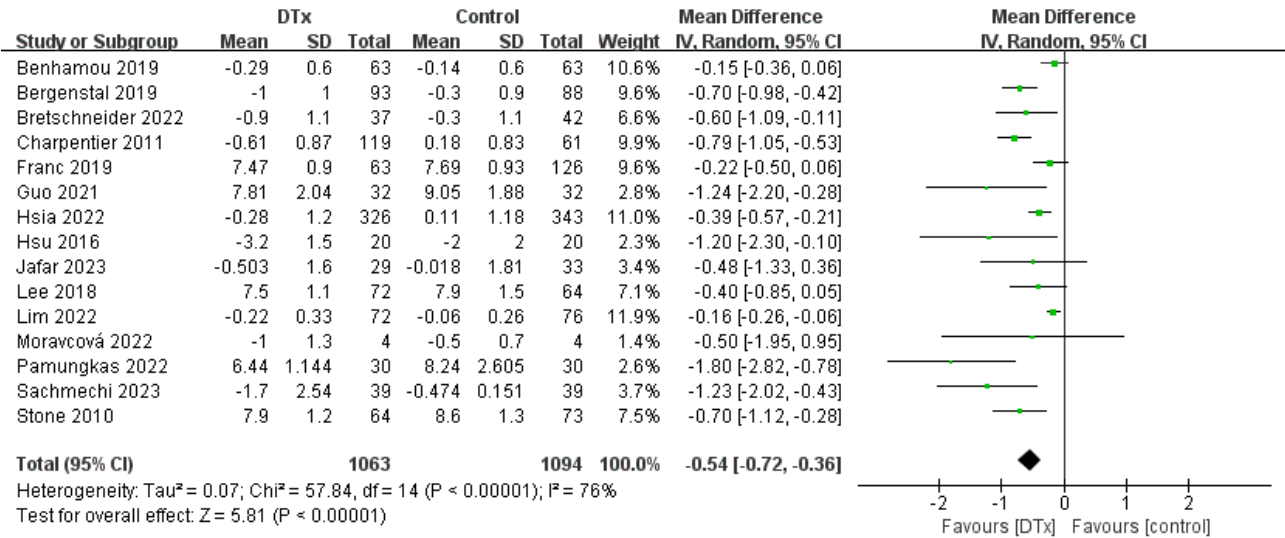 DTx Control Mean Difference Mean Difference
Study or Subgroup Mean SD Total Mean SD Total Weight IV, Random, 95% CI IV, Random, 95% CI
Benhamou 2019 -0.29 0.6 63 -0.14 0.6 63 10.6% -0.15 [-0.36, 0.06]
Bergenstal 2019 -1 1 93 -0.3 0.9 88 9.6% -0.70 [-0.98, -0.42]
Bretschneider 2022 -0.9 1.1 37 -0.3 1.1 42 6.6% -0.60 [-1.09, -0.11]
Charpentier 2011 -0.61 0.87 119 0.18 0.83 61 9.9% -0.79 [-1.05, -0.53]
Franc 2019 7.47 0.9 63 7.69 0.93 126 9.6% -0.22 [-0.50, 0.06]
Guo 2021 7.81 2.04 32 9.05 1.88 32 2.8% -1.24 [-2.20, -0.28]
Hsia 2022 -0.28 1.2 326 0.11 1.18 343 11.0% -0.39 [-0.57, -0.21]
Hsu 2016 -3.2 1.5 20 -2 2 20 2.3% -1.20 [-2.30, -0.10]
Jafar 2023 -0.503 1.6 29 -0.018 1.81 33 3.4% -0.48 [-1.33, 0.36]
Lee 2018 7.5 1.1 72 7.9 1.5 64 7.1% -0.40 [-0.85, 0.05]
Lim 2022 -0.22 0.33 72 -0.06 0.26 76 11.9% -0.16 [-0.26, -0.06]
Moravcová 2022 -1 1.3 4 -0.5 0.7 4 1.4% -0.50 [-1.95, 0.95]
Pamungkas 2022 6.44 1.144 30 8.24 2.605 30 2.6% -1.80 [-2.82, -0.78]
Sachmechi 2023 -1.7 2.54 39 -0.474 0.151 39 3.7% -1.23 [-2.02, -0.43]
Stone 2010 7.9 1.2 64 8.6 1.3 73 7.5% -0.70 [-1.12, -0.28]
Total (95% CI) 1063 1094 100.0% -0.54 [-0.72, -0.36]
Heterogeneity: Tau² = 0.07; Chi² = 57.84, df = 14 (P < 0.00001); I² = 76%
Test for overall effect: Z = 5.81 (P < 0.00001)
-2 -1 0 1 2
Favours [DTx] Favours [control]